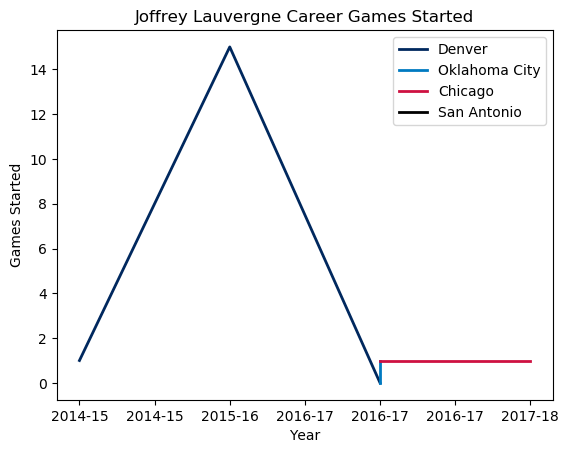 Joffrey Lauvergne Career Games Started
Denver
Oklahoma City
Chicago
San Antonio
Games Started
14
12
10
8
6
4
2
0
2014-15 2014-15 2015-16 2016-17 2016-17 2016-17 2017-18
Year